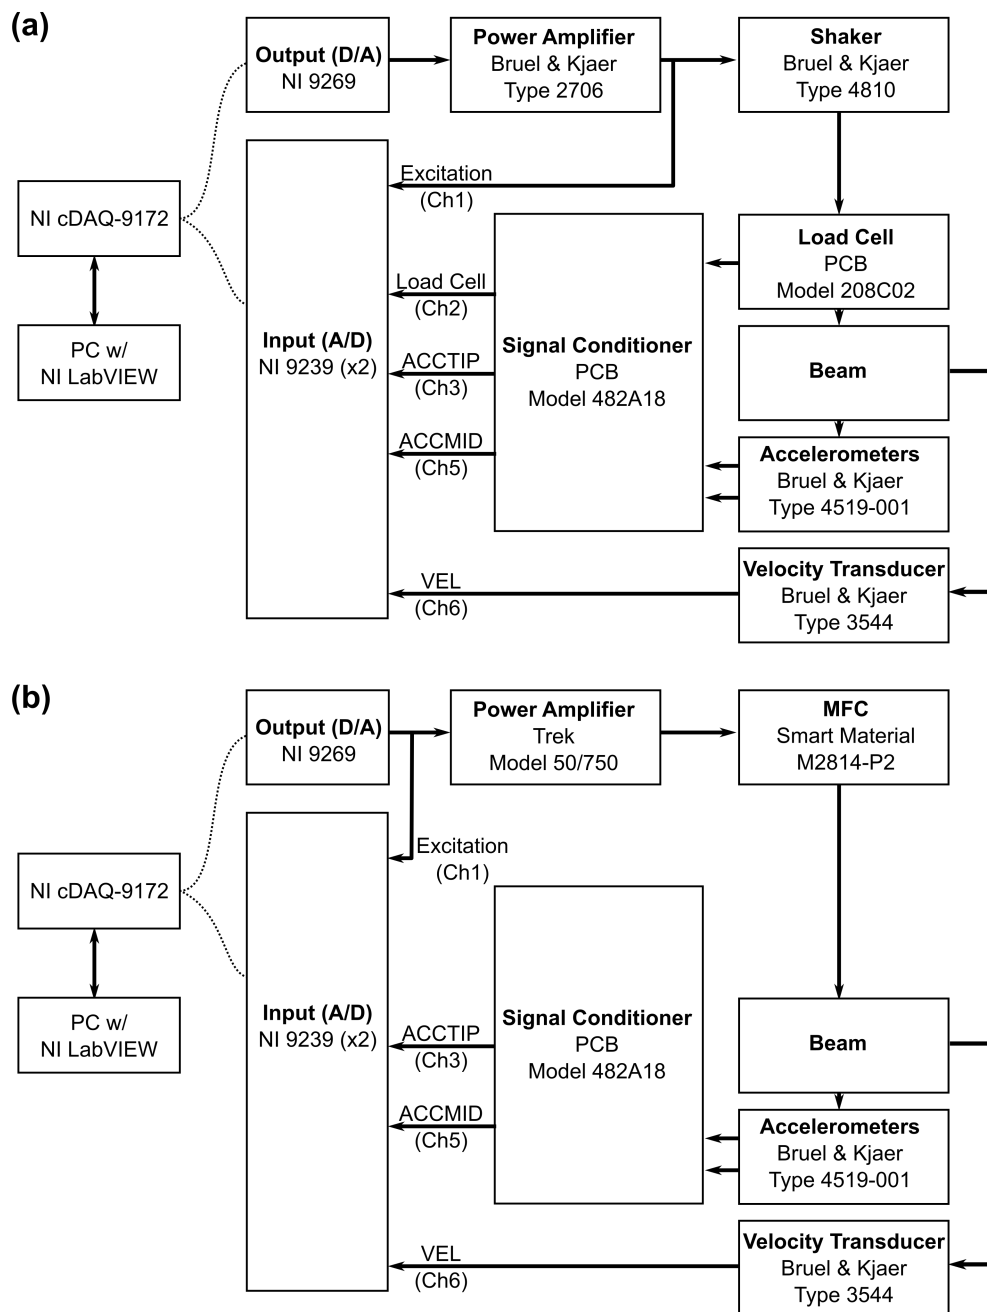 (a)
Output (D/A)
NI 9269
Power Amplifier
Bruel & Kjaer
Type 2706
Shaker
Bruel & Kjaer
Type 4810
Excitation
(Ch1)
NI cDAQ-9172
PC w/
NI LabVIEW
Input (A/D)
NI 9239 (x2)
Load Cell
(Ch2)
ACCTIP
(Ch3)
ACCMID
(Ch5)
Signal Conditioner
PCB
Model 482A18
Load Cell
PCB
Model 208C02
Beam
Accelerometers
Bruel & Kjaer
Type 4519-001
VEL
(Ch6)
Velocity Transducer
Bruel & Kjaer
Type 3544
(b)
Output (D/A)
NI 9269
Power Amplifier
Trek
Model 50/750
MFC
Smart Material
M2814-P2
Excitation
(Ch1)
NI cDAQ-9172
PC w/
NI LabVIEW
Input (A/D)
NI 9239 (x2)
ACCTIP
(Ch3)
ACCMID
(Ch5)
Signal Conditioner
PCB
Model 482A18
Beam
Accelerometers
Bruel & Kjaer
Type 4519-001
VEL
(Ch6)
Velocity Transducer
Bruel & Kjaer
Type 3544